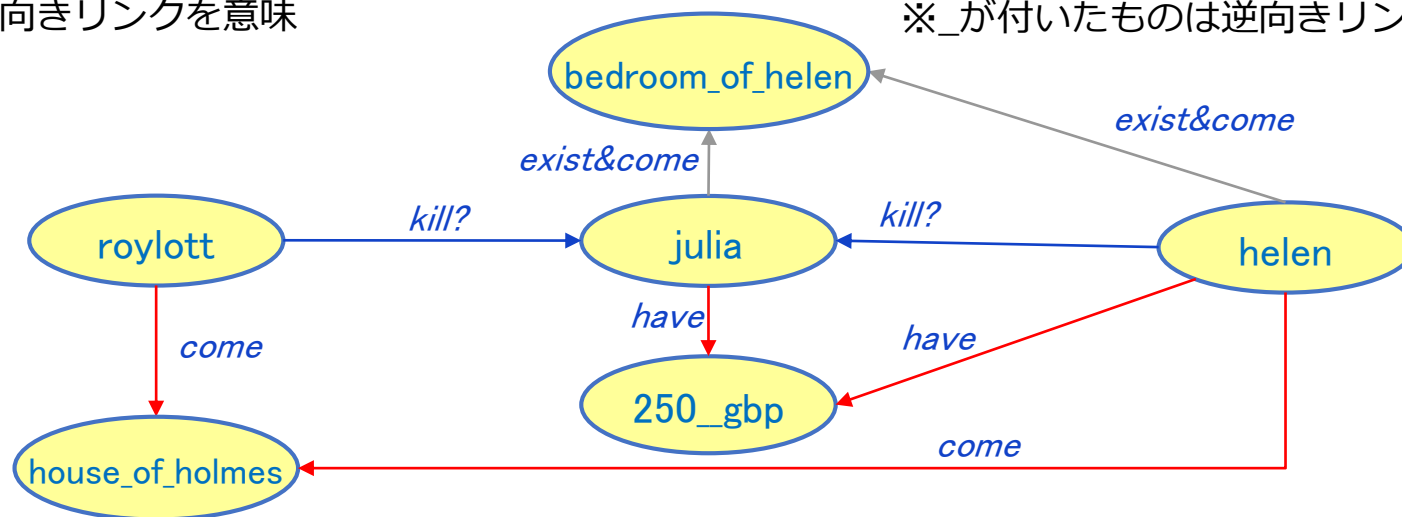 向きリンクを意味
※_が付いたものは逆向きリン
bedroom_of_helen
exist&come
exist&come
kill?
kill?
roylott
julia
helen
have
come
have
250__gbp
come
house_of_holmes